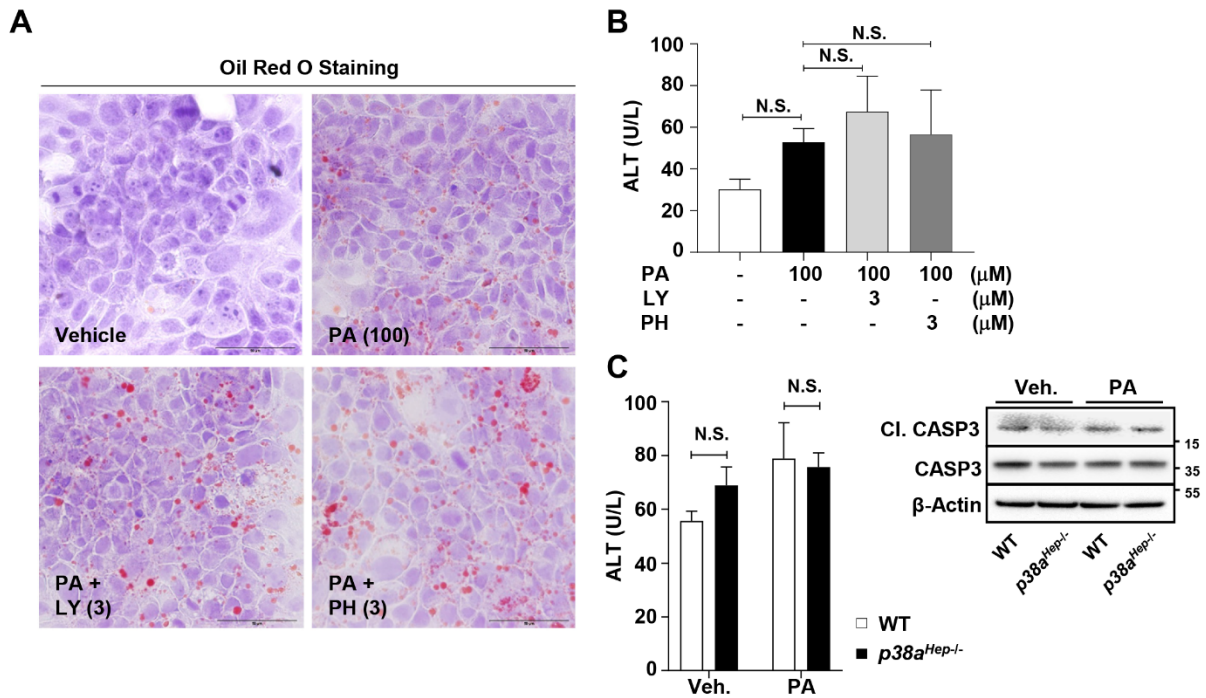 A
Oil Red O Staining
Vehicle
PA (100)
PA +
LY (3)
PA +
PH (3)
B
N.S.
N.S.
N.S.
ALT (U/L)
100
80
60
40
20
0
PA - 100 100 100 (μM)
LY - - 3 - (μM)
PH - - - 3 (μM)
C
N.S.
N.S.
ALT (U/L)
100
80
60
80
40
20
0
Veh. PA
WT
p38a^Hep-/-
Veh. PA
Cl. CASP3
15
CASP3
35
55
β-Actin
WT
p38a^Hep-/-
WT
p38a^Hep-/-